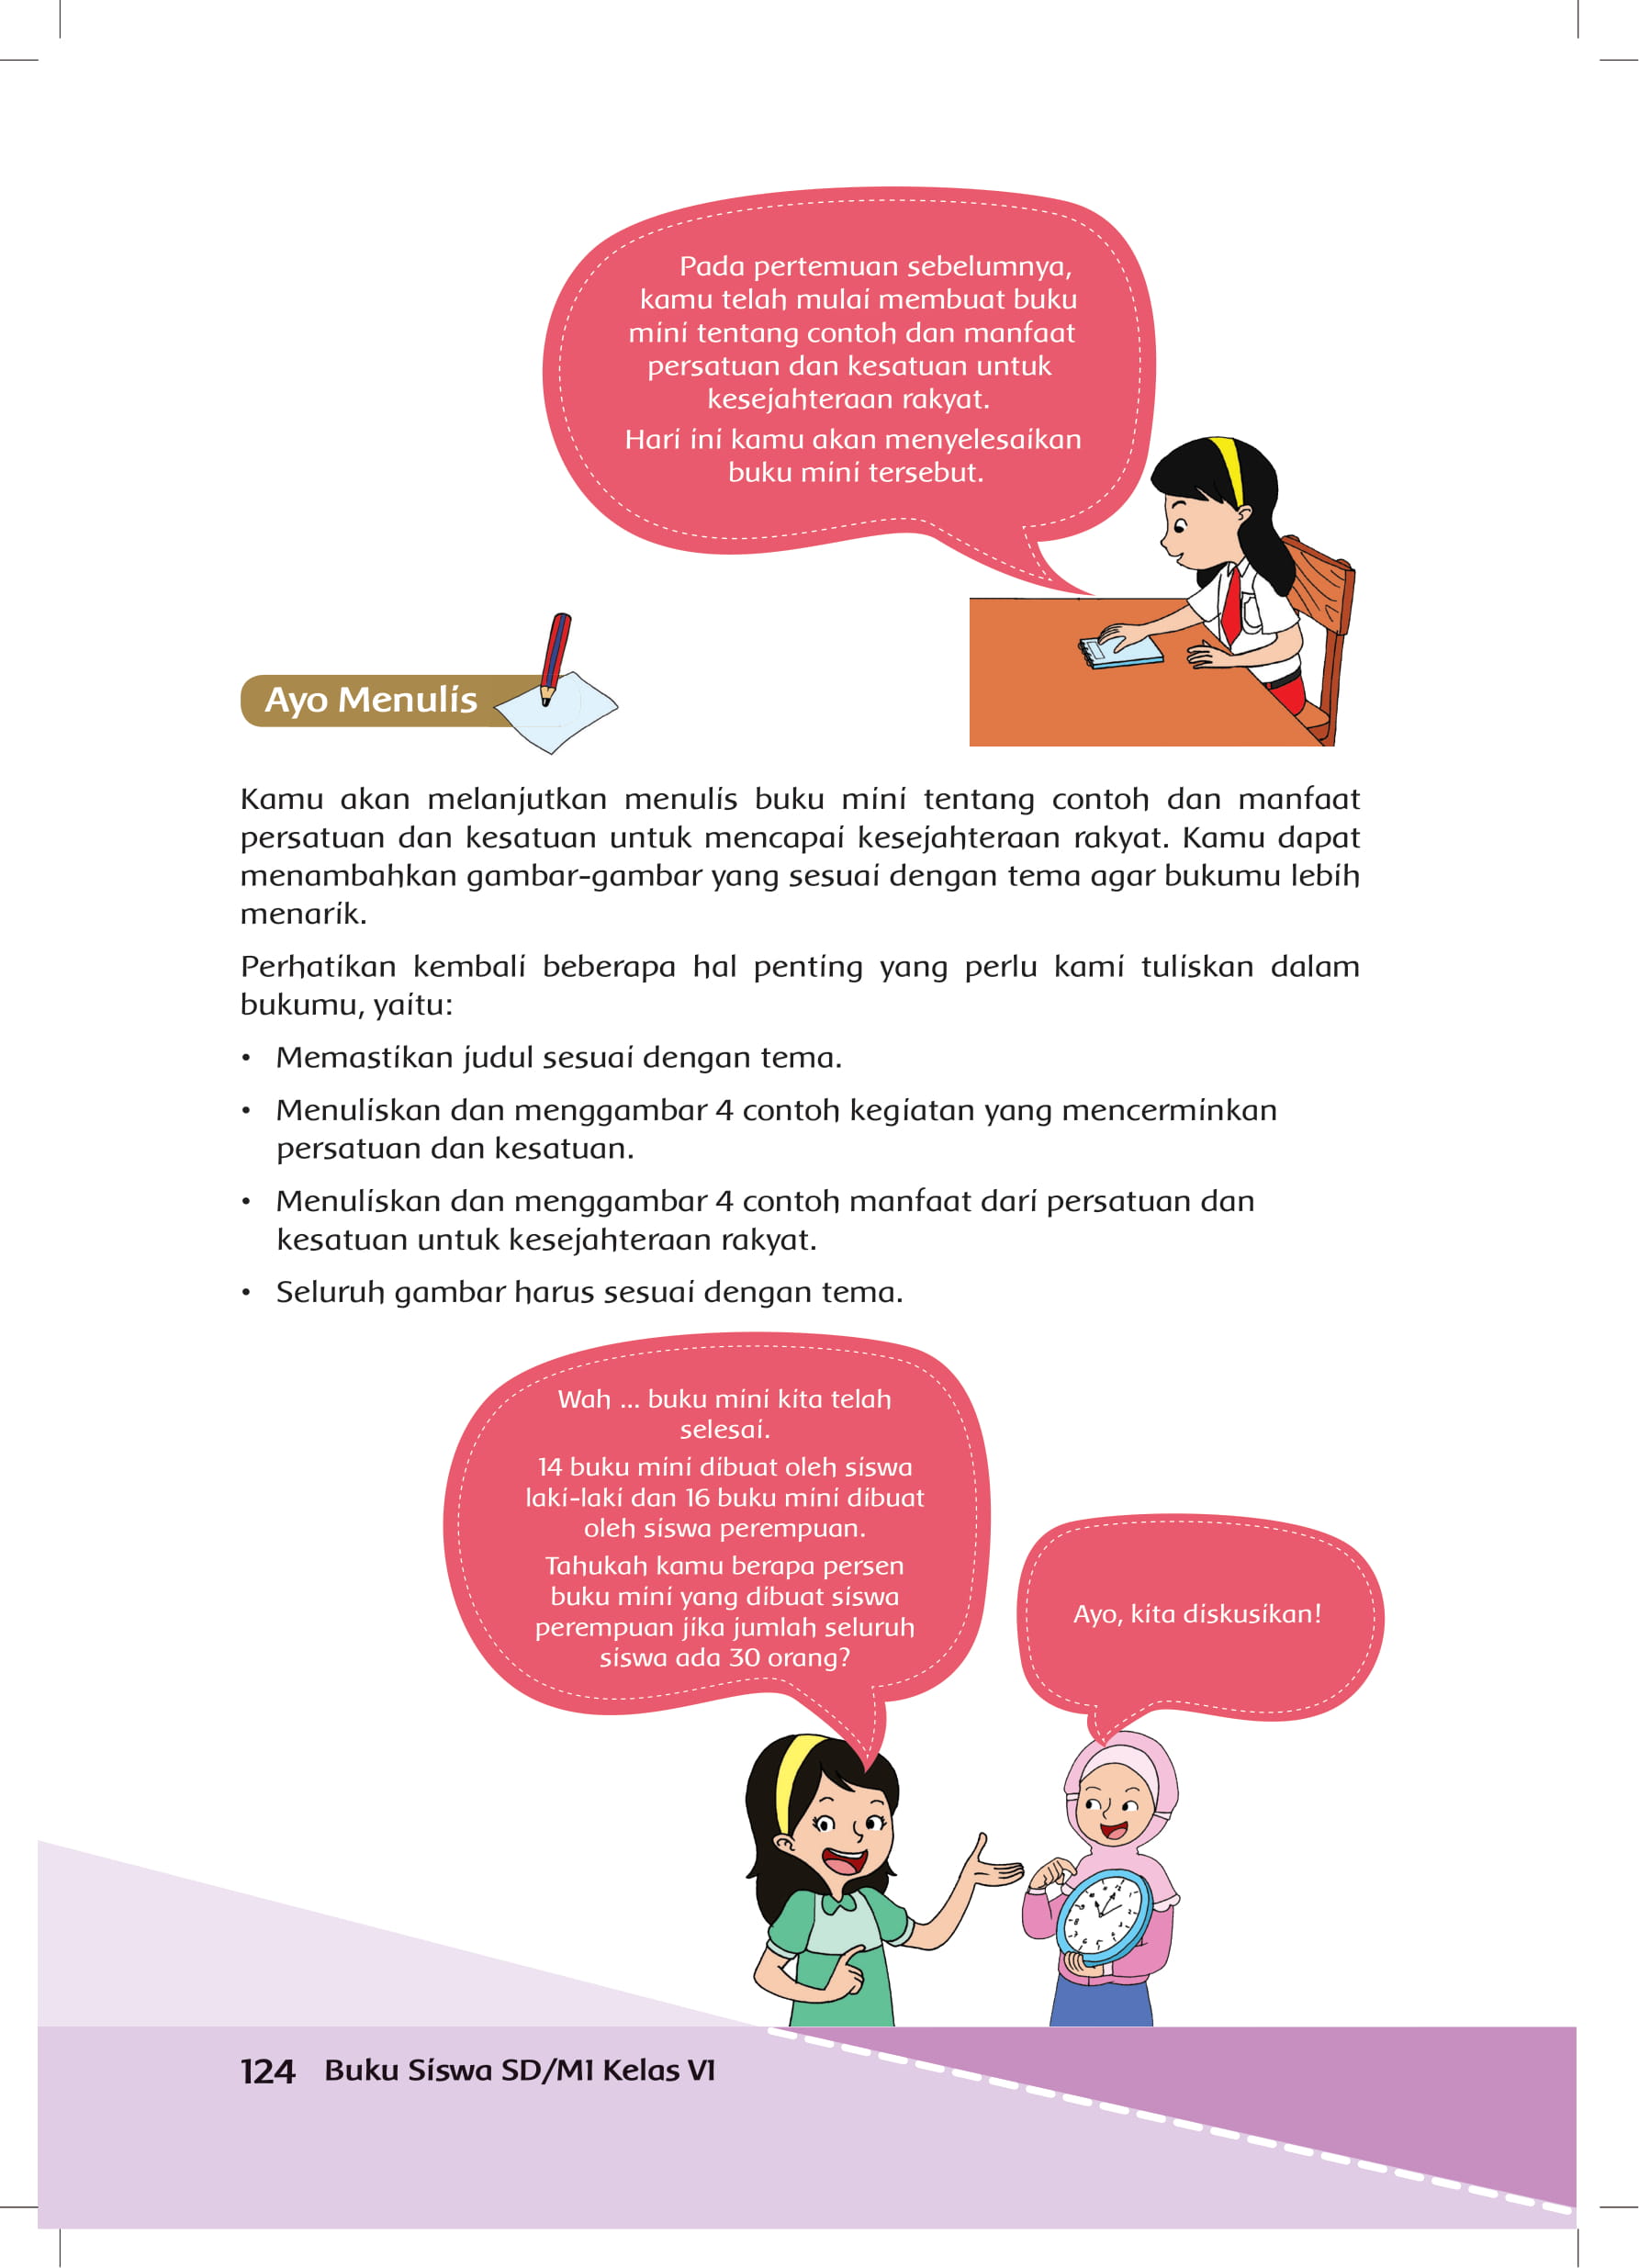 Pada pertemuan sebelumnya,
kamu telah mulai membuat buku
mini tentang contoh dan manfaat
persatuan dan kesatuan untuk
kesejahteraan rakyat.
Hari ini kamu akan menyelesaikan
buku mini tersebut.
Ayo Menulis
Kamu akan melanjutkan menulis buku mini tentang contoh dan manfaat
persatuan dan kesatuan untuk mencapai kesejahteraan rakyat. Kamu dapat
menambahkan gambar-gambar yang sesuai dengan tema agar bukumu lebih
menarik.
Perhatikan kembali beberapa hal penting yang perlu kami tuliskan dalam
bukumu, yaitu:
• Memastikan judul sesuai dengan tema.
• Menuliskan dan menggambar 4 contoh kegiatan yang mencerminkan
persatuan dan kesatuan.
• Menuliskan dan menggambar 4 contoh manfaat dari persatuan dan
kesatuan untuk kesejahteraan rakyat.
• Seluruh gambar harus sesuai dengan tema.
Wah ... buku mini kita telah
selesai.
14 buku mini dibuat oleh siswa
laki-laki dan 16 buku mini dibuat
oleh siswa perempuan.
Tahukah kamu berapa persen
buku mini yang dibuat siswa
perempuan jika jumlah seluruh
siswa ada 30 orang?
Ayo, kita diskusikan!
124 Buku Siswa SD/MI Kelas VI